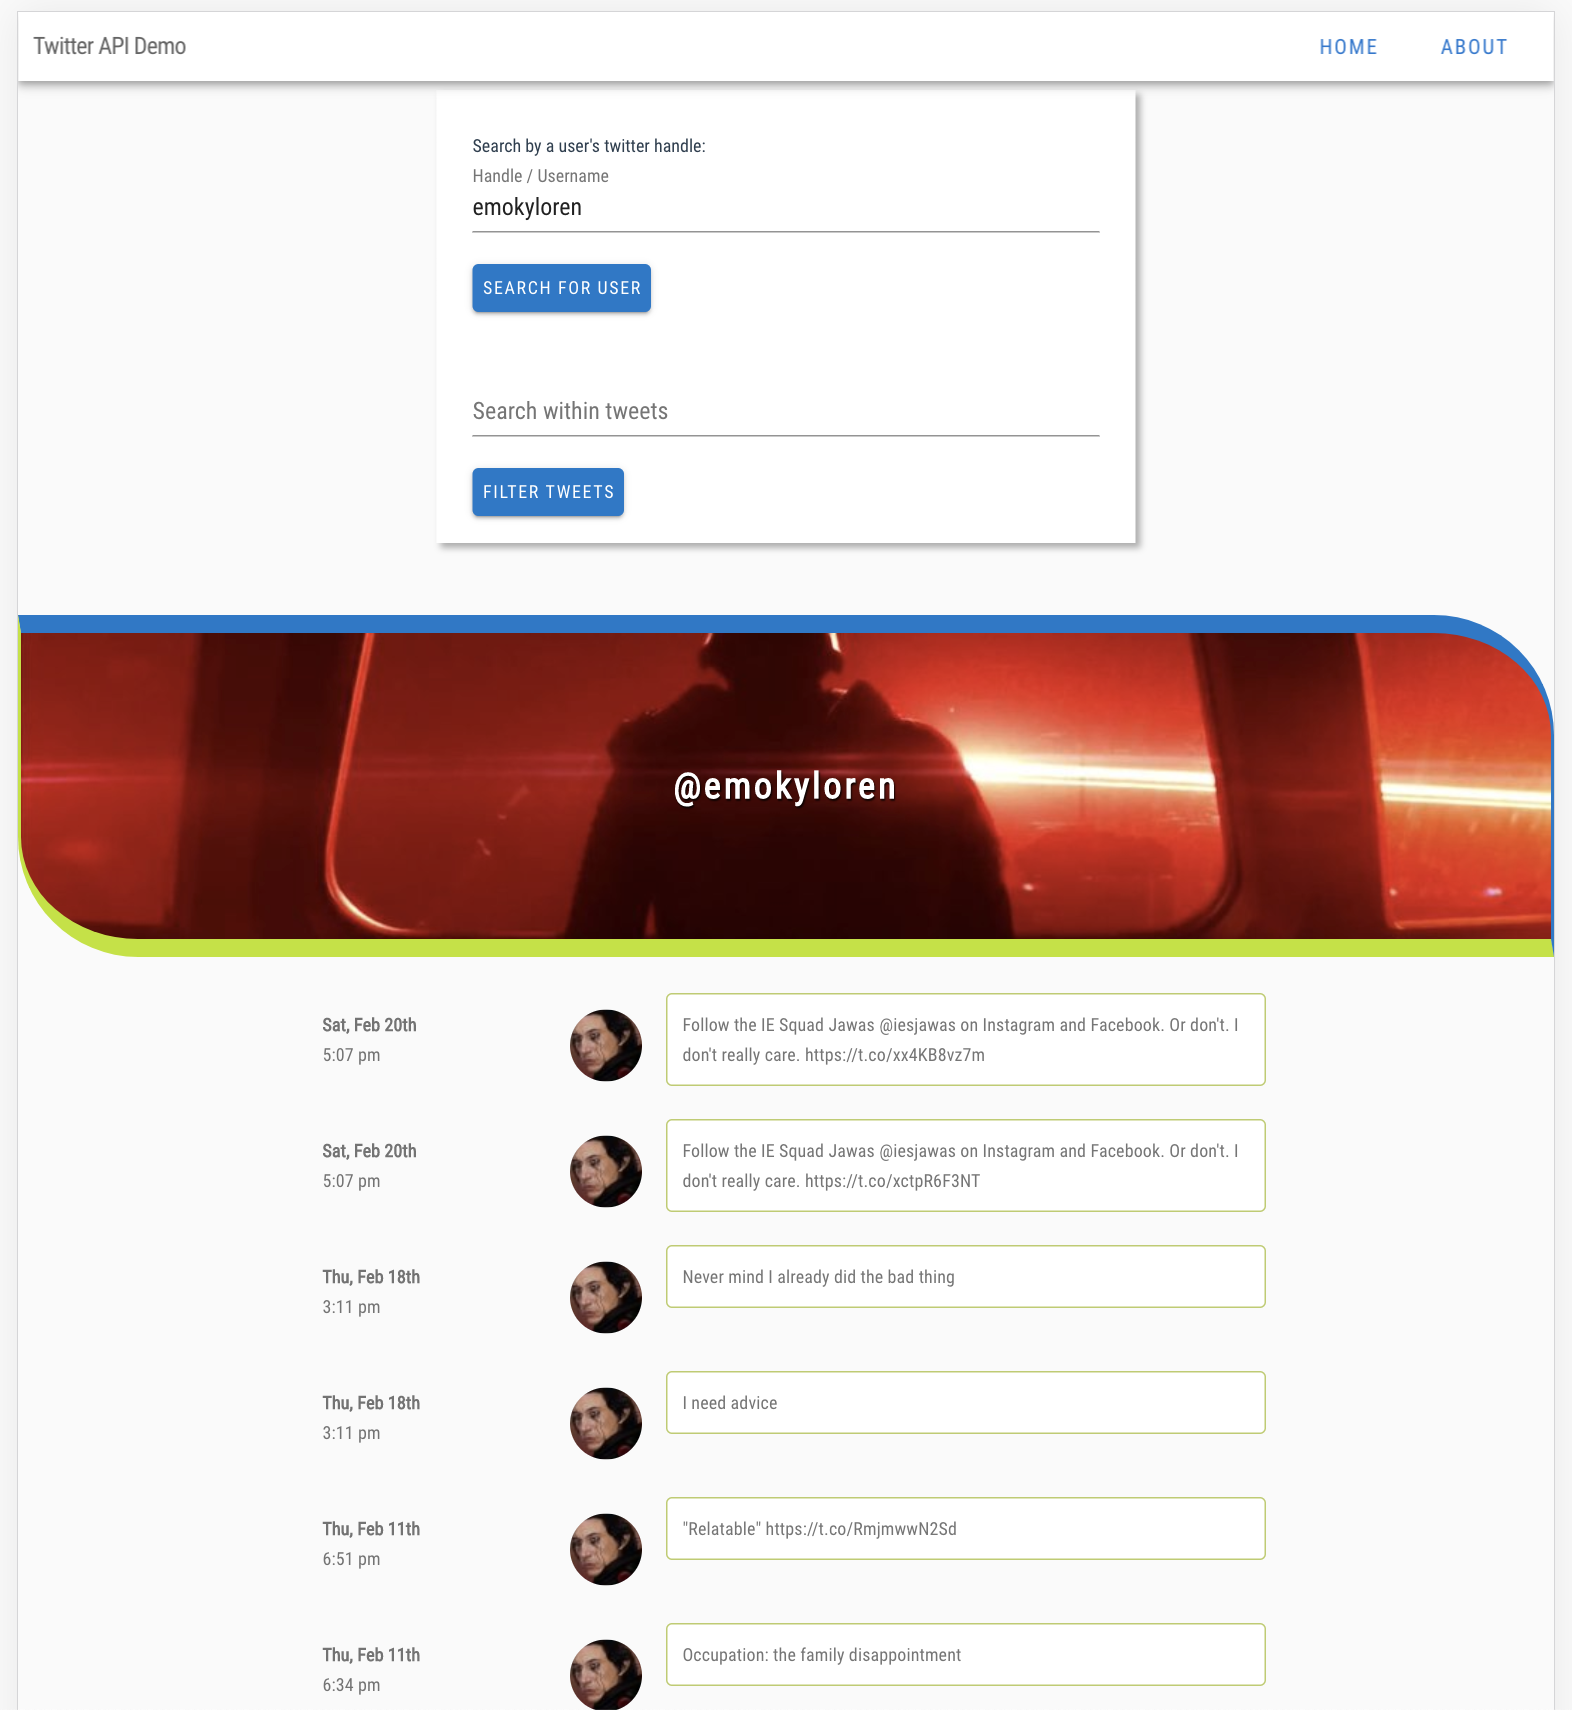 Twitter API Demo
HOME
ABOUT
Search by a user's twitter handle:
Handle / Username
emokyloren
SEARCH FOR USER
Search within tweets
FILTER TWEETS
@emokyloren
Sat, Feb 20th
5:07 pm
Follow the IE Squad Jawas @iesjawas on Instagram and Facebook. Or don't. I
don't really care. https://t.co/xx4KB8vz7m
Sat, Feb 20th
5:07 pm
Follow the IE Squad Jawas @iesjawas on Instagram and Facebook. Or don't. I
don't really care. https://t.co/xctpR6F3NT
Thu, Feb 18th
3:11 pm
Never mind I already did the bad thing
Thu, Feb 18th
3:11 pm
I need advice
Thu, Feb 11th
6:51 pm
"Relatable" https://t.co/RmjmwwN2Sd
Thu, Feb 11th
6:34 pm
Occupation: the family disappointment